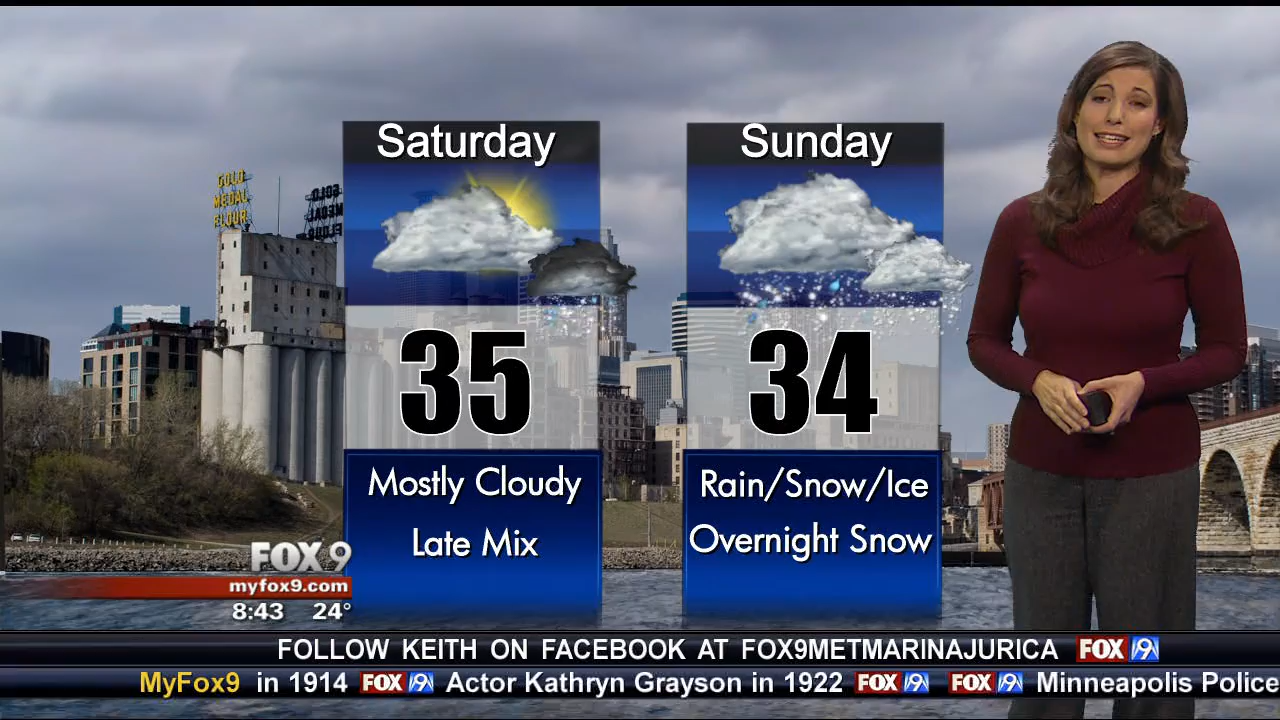 GOLD
MEDAL
FLOUR
GOLD
MEDAL
FLOUR
Saturday
35
Mostly Cloudy
Late Mix
Sunday
34
Rain/Snow/Ice
Overnight Snow
FOX 9
myfox9.com
8:43 24°
FOLLOW KEITH ON FACEBOOK AT FOX9METMARINAJURICA FOX 9
MyFox9 in 1914 FOX 9 Actor Kathryn Grayson in 1922 FOX 9 FOX 9 Minneapolis Police